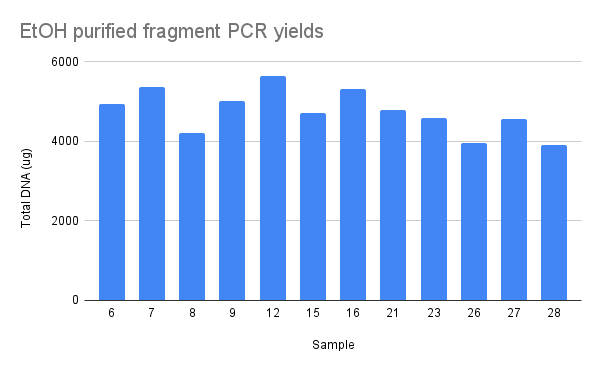 EtOH purified fragment PCR yields
6000
4000
2000
0
Total DNA (ug)
6 7 8 9 12 15 16 21 23 26 27 28
Sample